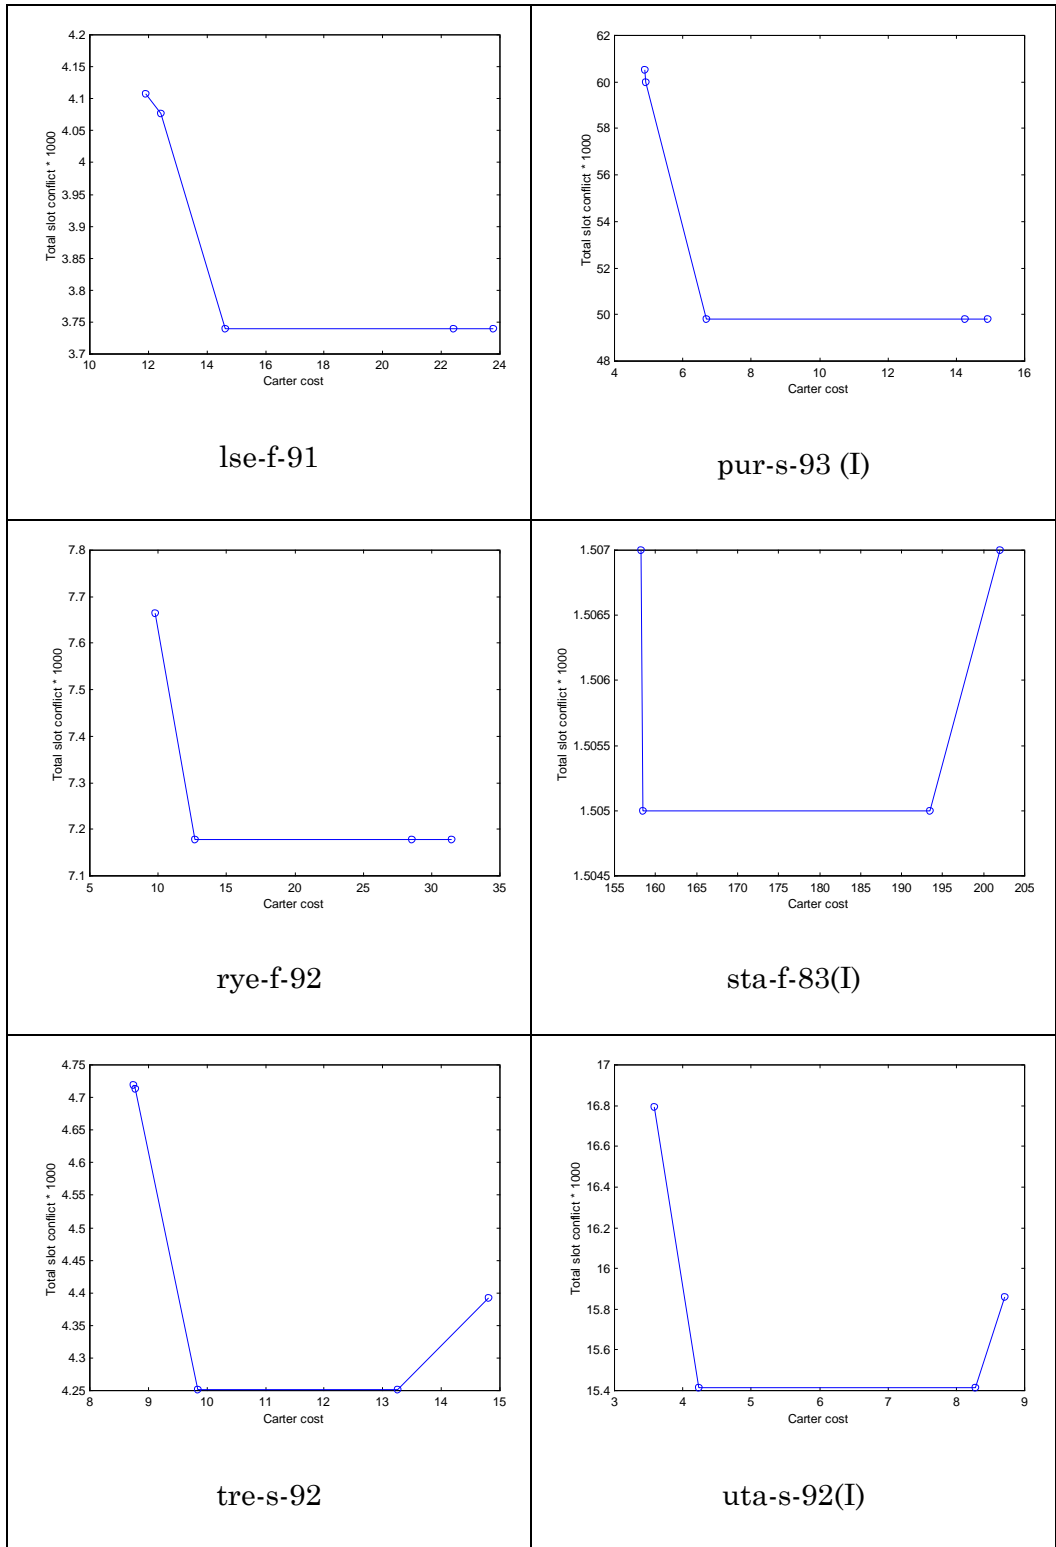 4.2
4.15
4.1
4.05
4
3.95
3.9
3.85
3.8
3.75
3.7
Total slot conflict * 1000
10 12 14 16 18 20 22 24
Carter cost
lse-f-91
62
60
58
56
54
52
50
48
Total slot conflict * 1000
4 6 8 10 12 14 16
Carter cost
pur-s-93 (I)
7.8
7.7
7.6
7.5
7.4
7.3
7.2
7.1
Total slot conflict * 1000
5 10 15 20 25 30 35
Carter cost
rye-f-92
1.507
1.5065
1.506
1.5055
1.505
1.5045
Total slot conflict * 1000
155 160 165 170 175 180 185 190 195 200 205
Carter cost
sta-f-83(I)
4.75
4.7
4.65
4.6
4.55
4.5
4.45
4.4
4.35
4.3
4.25
Total slot conflict * 1000
8 9 10 11 12 13 14 15
Carter cost
tre-s-92
17
16.8
16.6
16.4
16.2
16
15.8
15.6
15.4
Total slot conflict * 1000
3 4 5 6 7 8 9
Carter cost
uta-s-92(I)